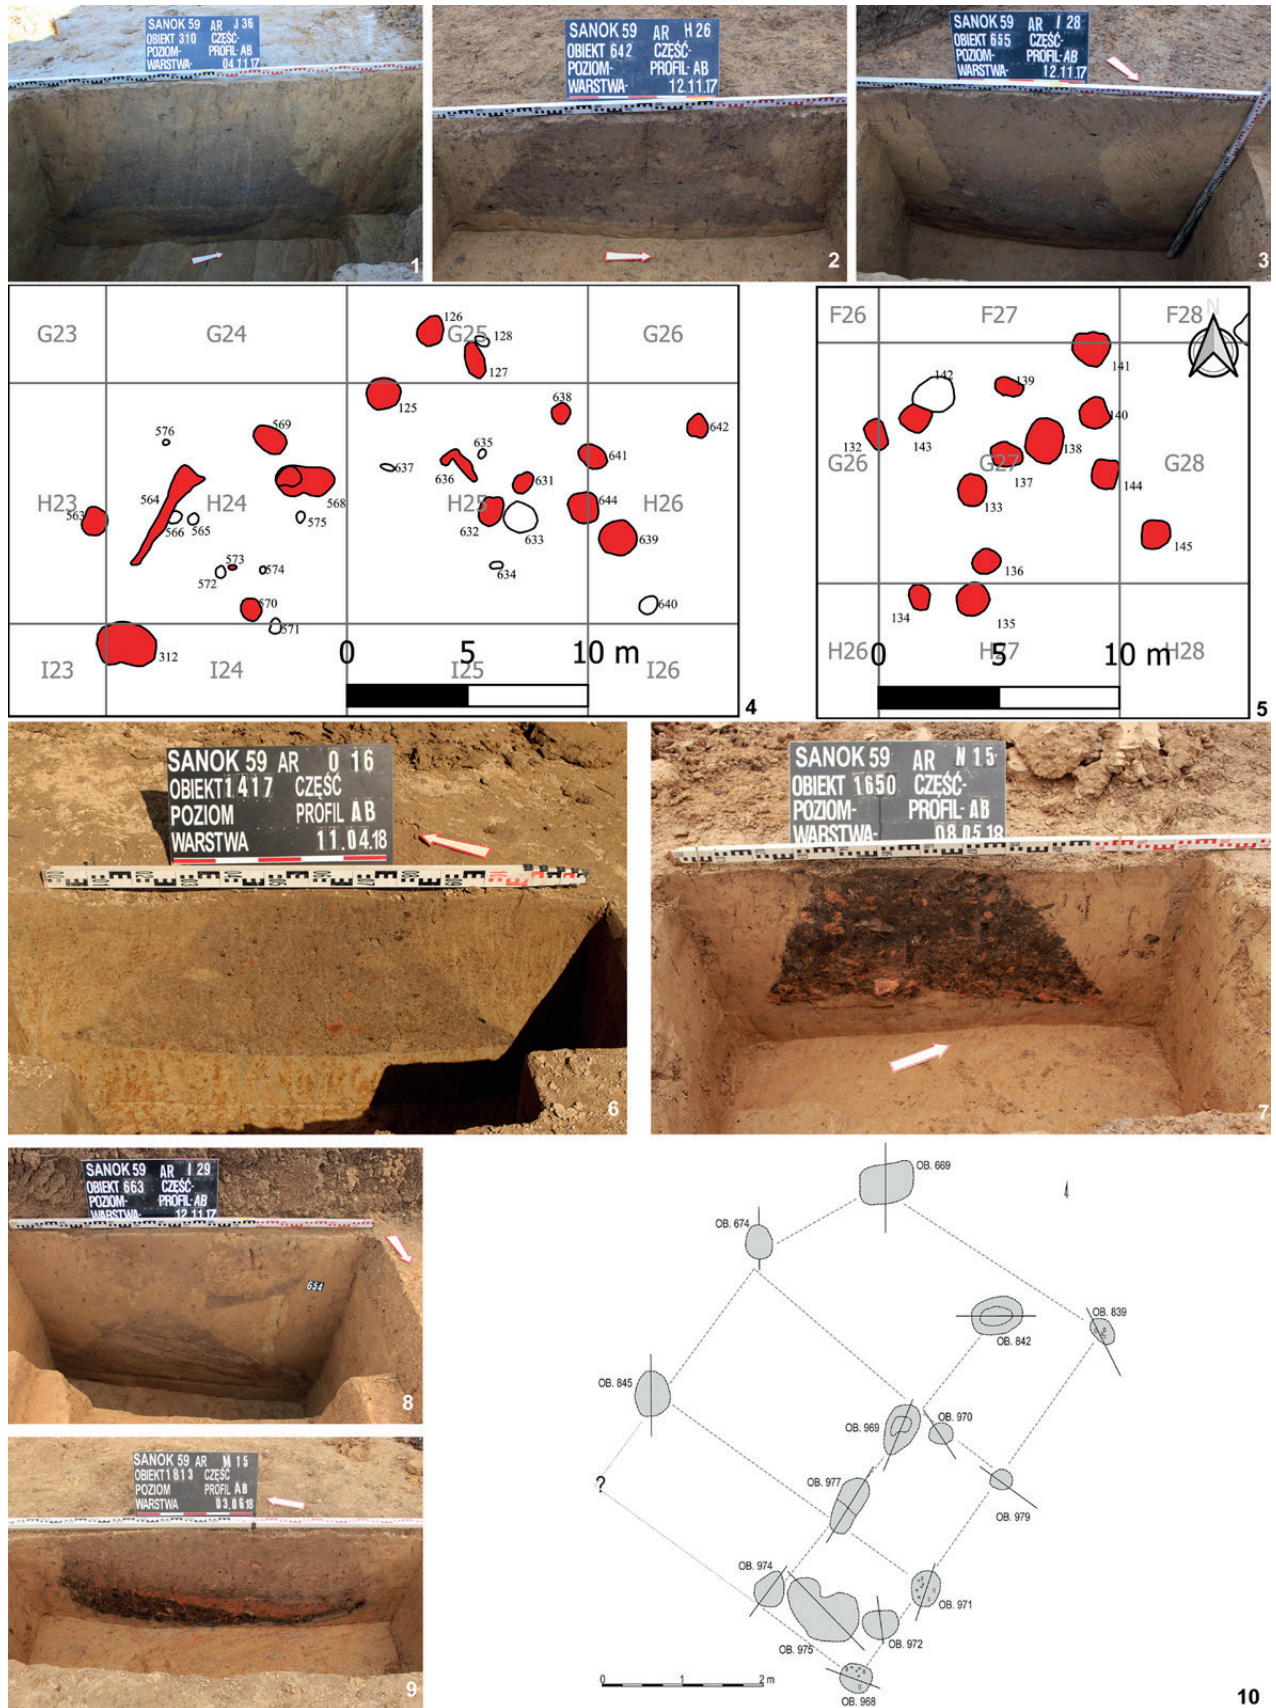 SANOK 59 AR J 36
OBIEKT 310 CZĘŚĆ-
POZIOM- PROFIL-AB
WARSTWA- 04.11.17
1
SANOK 59 AR H 26
OBIEKT 642 CZĘŚĆ-
POZIOM- PROFIL-AB
WARSTWA- 12.11.17
2
SANOK 59 AR I 28
OBIEKT 655 CZĘŚĆ-
POZIOM- PROFIL-AB
WARSTWA- 12.11.17
3
G23 G24 G25 G26
126
128
127
125
638
642
576
569
635
641
637
636
564
568
631
H23 H24 H25 H26
563
566
565
575
632
633
644
639
634
573
572
574
570
571
640
312
0 5 10 m
I23 I24 I25 I26
4
F26 F27 F28
N
141
142
139
140
132
143
138
G26 G27 G28
137
144
133
145
136
134
135
0 5 10 m
H26 H27 H28
5
SANOK 59 AR O 16
OBIEKT 1417 CZĘŚĆ
POZIOM PROFIL AB
WARSTWA 11.04.18
6
SANOK 59 AR N 15
OBIEKT 1650 CZĘŚĆ-
POZIOM- PROFIL-AB
WARSTWA- 08.05.18
7
SANOK 59 AR I 29
OBIEKT 663 CZĘŚĆ-
POZIOM- PROFIL-AB
WARSTWA- 12.11.17
654
8
SANOK 59 AR M 15
OBIEKT 1813 CZĘŚĆ
POZIOM PROFIL AB
WARSTWA 03.06.18
9
OB. 669
OB. 674
OB. 839
OB. 842
OB. 845
OB. 969
OB. 970
OB. 977
?
OB. 979
OB. 974
OB. 971
OB. 975
OB. 972
OB. 968
0 1 2 m
10